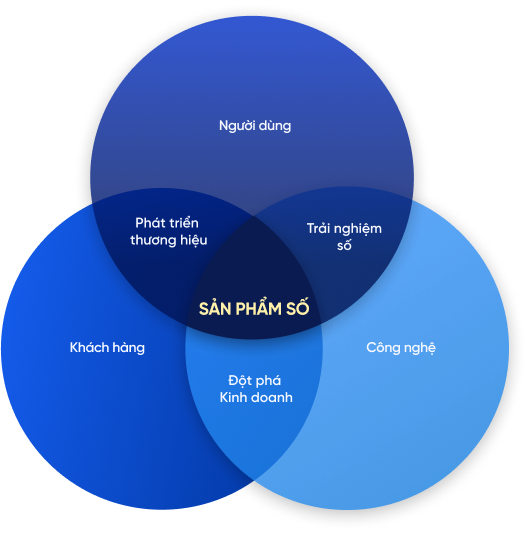 Người dùng
Phát triển
thương hiệu
Trải nghiệm
số
SẢN PHẨM SỐ
Khách hàng
Công nghệ
Đột phá
Kinh doanh